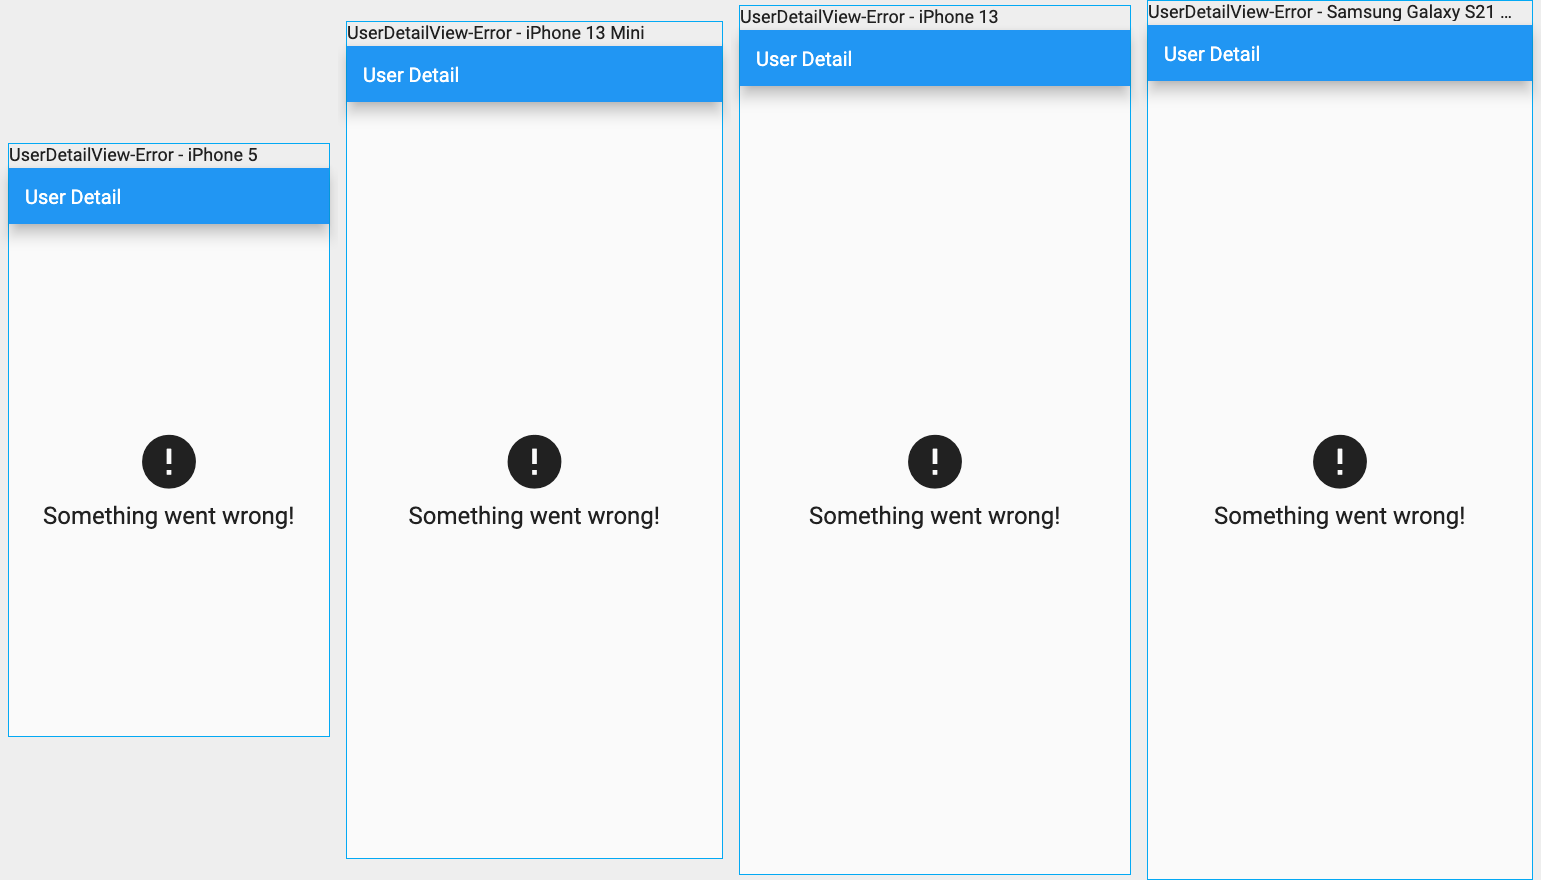 UserDetailView-Error - iPhone 5
User Detail
!
Something went wrong!
UserDetailView-Error - iPhone 13 Mini
User Detail
!
Something went wrong!
UserDetailView-Error - iPhone 13
User Detail
!
Something went wrong!
UserDetailView-Error - Samsung Galaxy S21 ...
User Detail
!
Something went wrong!